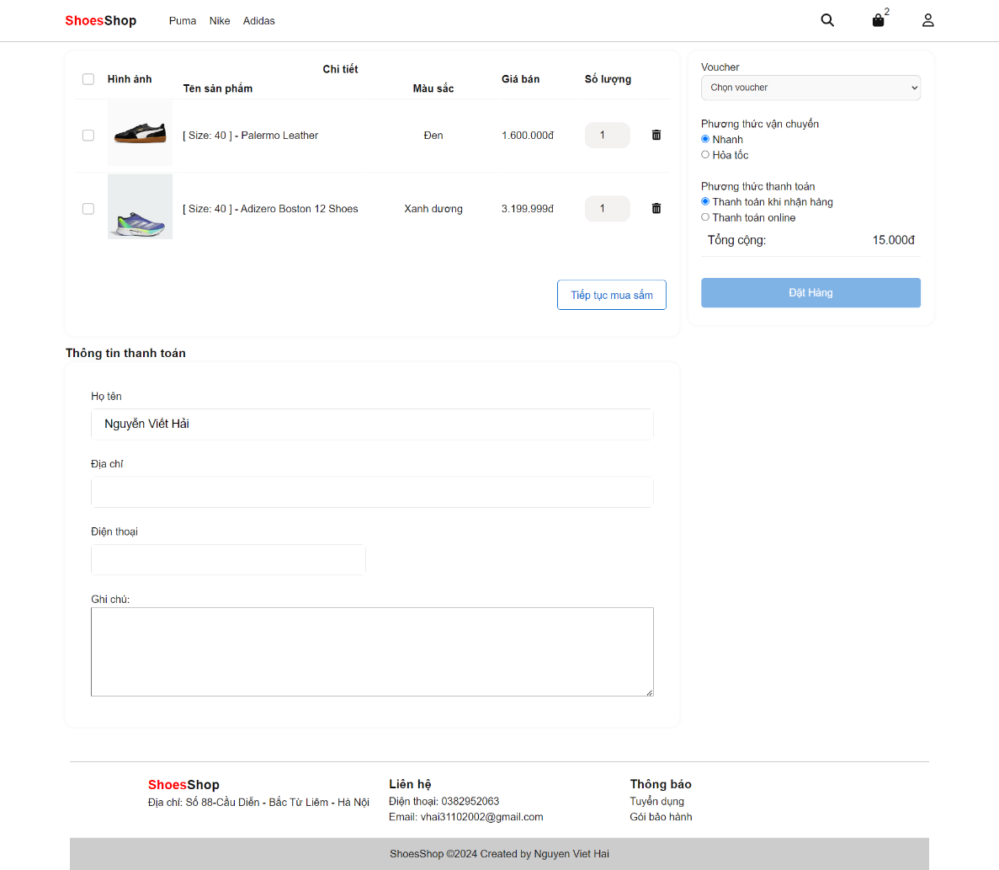 ShoesShop
Puma Nike Adidas
2
Hình ảnh
Chi tiết
Tên sản phẩm
Màu sắc
Giá bán
Số lượng
[ Size: 40 ] - Palermo Leather
Đen
1.600.000đ
1
[ Size: 40 ] - Adizero Boston 12 Shoes
Xanh dương
3.199.999đ
1
Tiếp tục mua sắm
Voucher
Chọn voucher
Phương thức vận chuyển
Nhanh
Hỏa tốc
Phương thức thanh toán
Thanh toán khi nhận hàng
Thanh toán online
Tổng cộng: 15.000đ
Đặt Hàng
Thông tin thanh toán
Họ tên
Nguyễn Viết Hải
Địa chỉ
Điện thoại
Ghi chú:
ShoesShop
Địa chỉ: Số 88-Cầu Diễn - Bắc Từ Liêm - Hà Nội
Liên hệ
Điện thoại: 0382952063
Email: vhai31102002@gmail.com
Thông báo
Tuyển dụng
Gói bảo hành
ShoesShop ©2024 Created by Nguyen Viet Hai